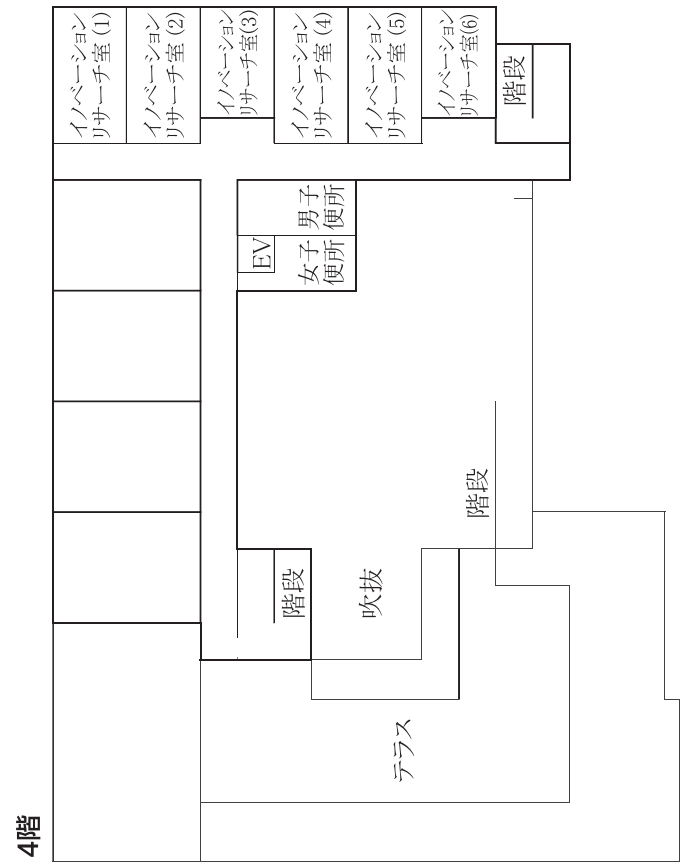 4階
イノベーション
リサーチ室(1)
イノベーション
リサーチ室(2)
イノベーション
リサーチ室(3)
イノベーション
リサーチ室(4)
イノベーション
リサーチ室(5)
イノベーション
リサーチ室(6)
階段
男子
便所
EV
女子
便所
階段
階段
吹抜
テラス